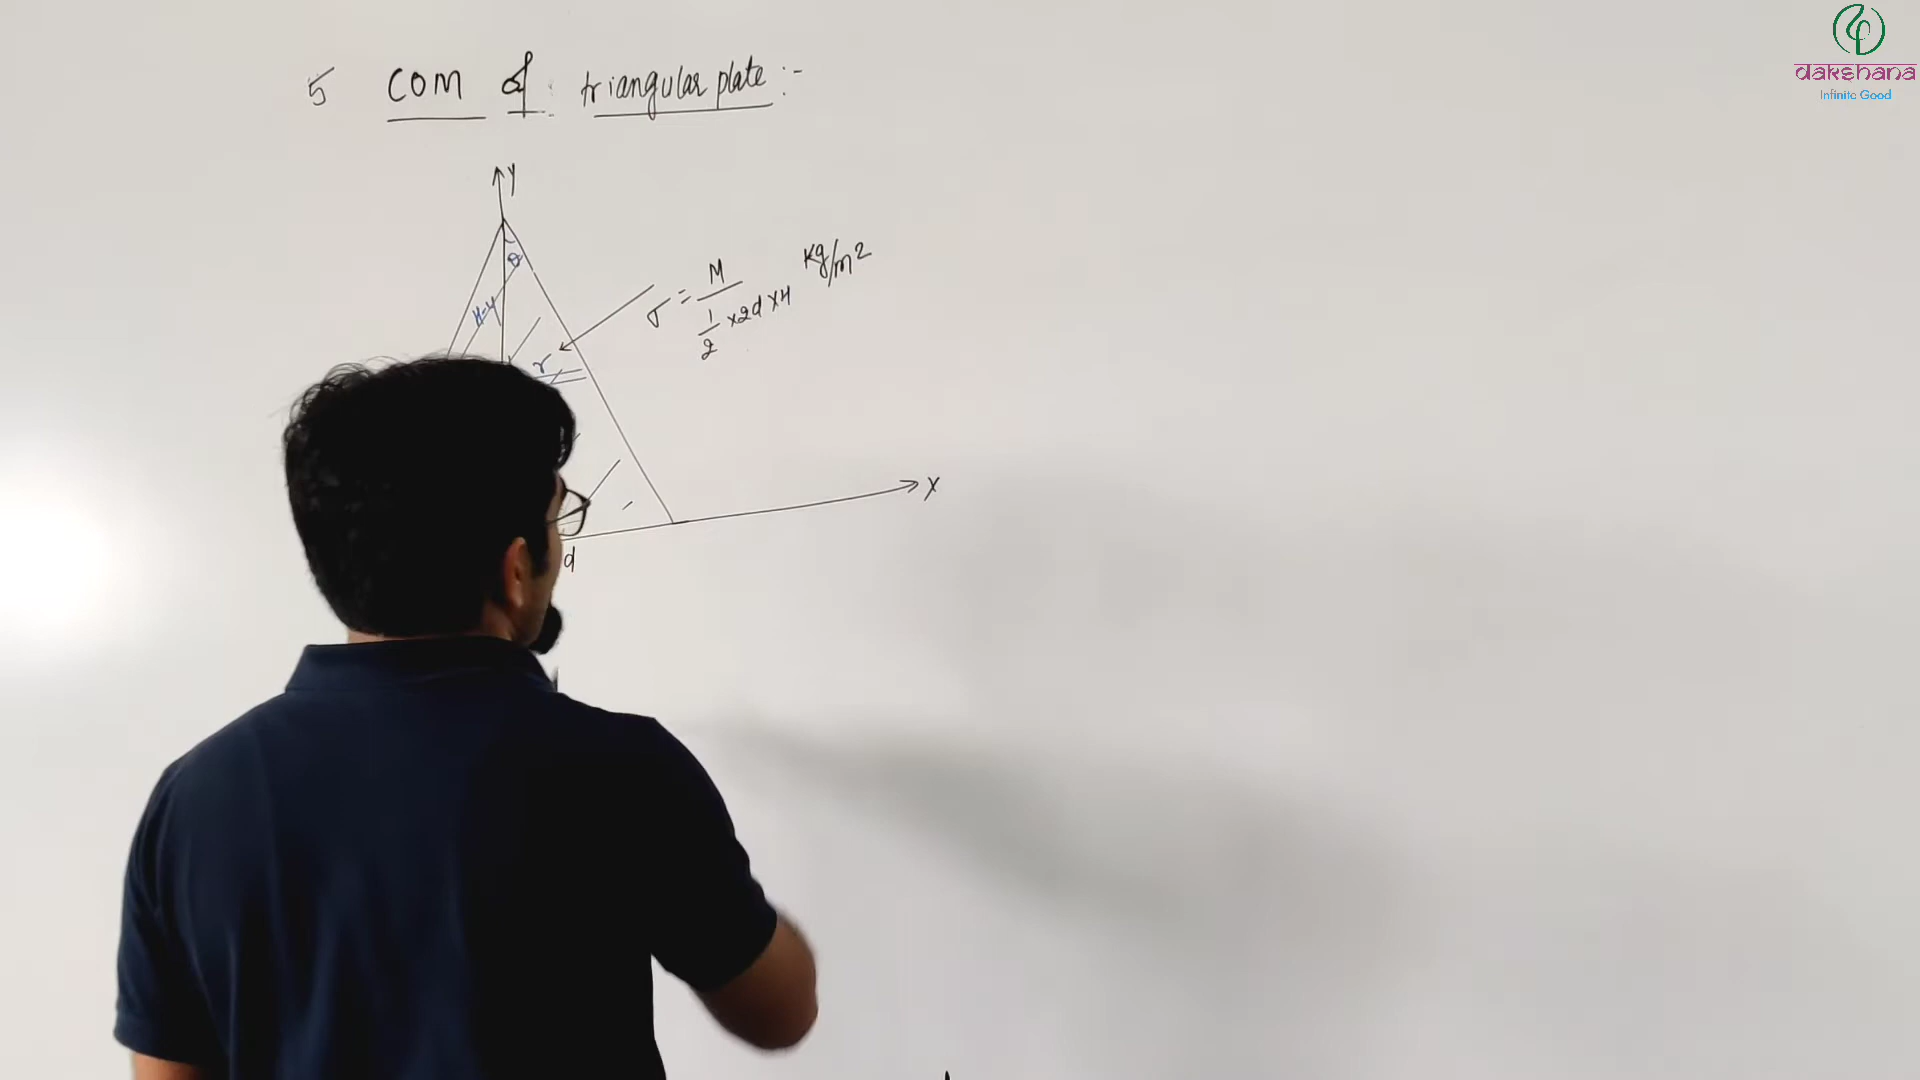 5 COM of triangular plate :-
Y
θ
H-y
σ = M / 1/2 × 2d × H kg/m²
r
X
d
dakshana
Infinite Good